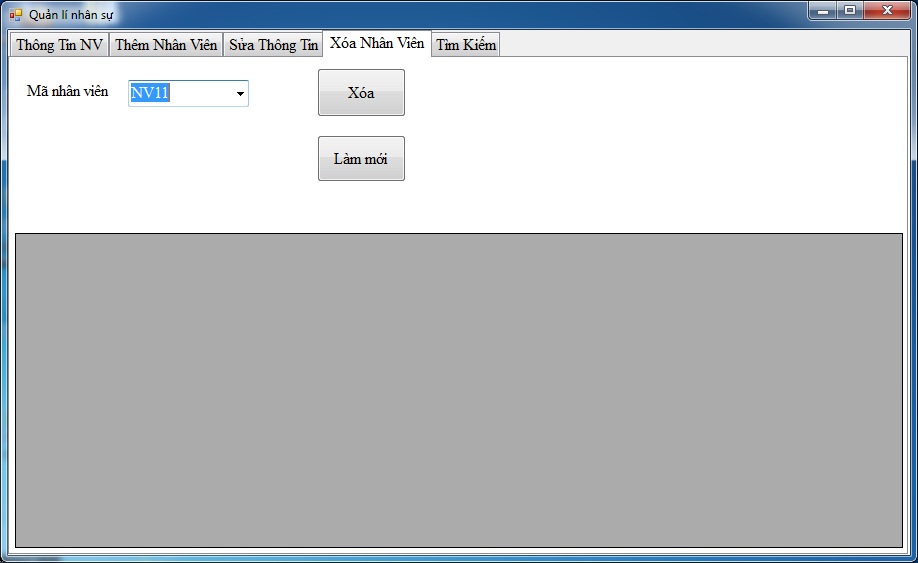 Quản lí nhân sự
Thông Tin NV Thêm Nhân Viên Sửa Thông Tin Xóa Nhân Viên Tìm Kiếm
Mã nhân viên NV11 Xóa
Làm mới